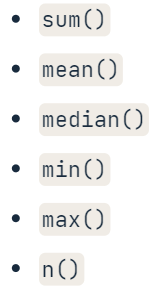 • sum()
• mean()
• median()
• min()
• max()
• n()